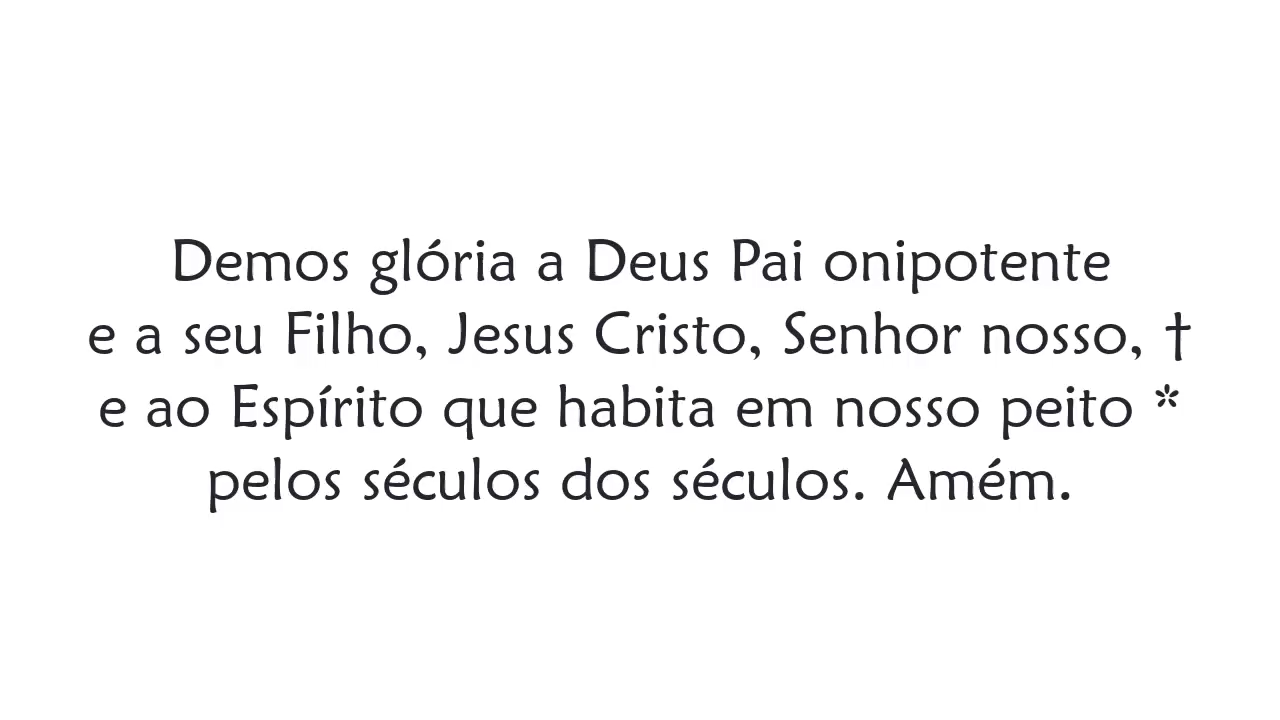 Demos glória a Deus Pai onipotente
e a seu Filho, Jesus Cristo, Senhor nosso, †
e ao Espírito que habita em nosso peito *
pelos séculos dos séculos. Amém.